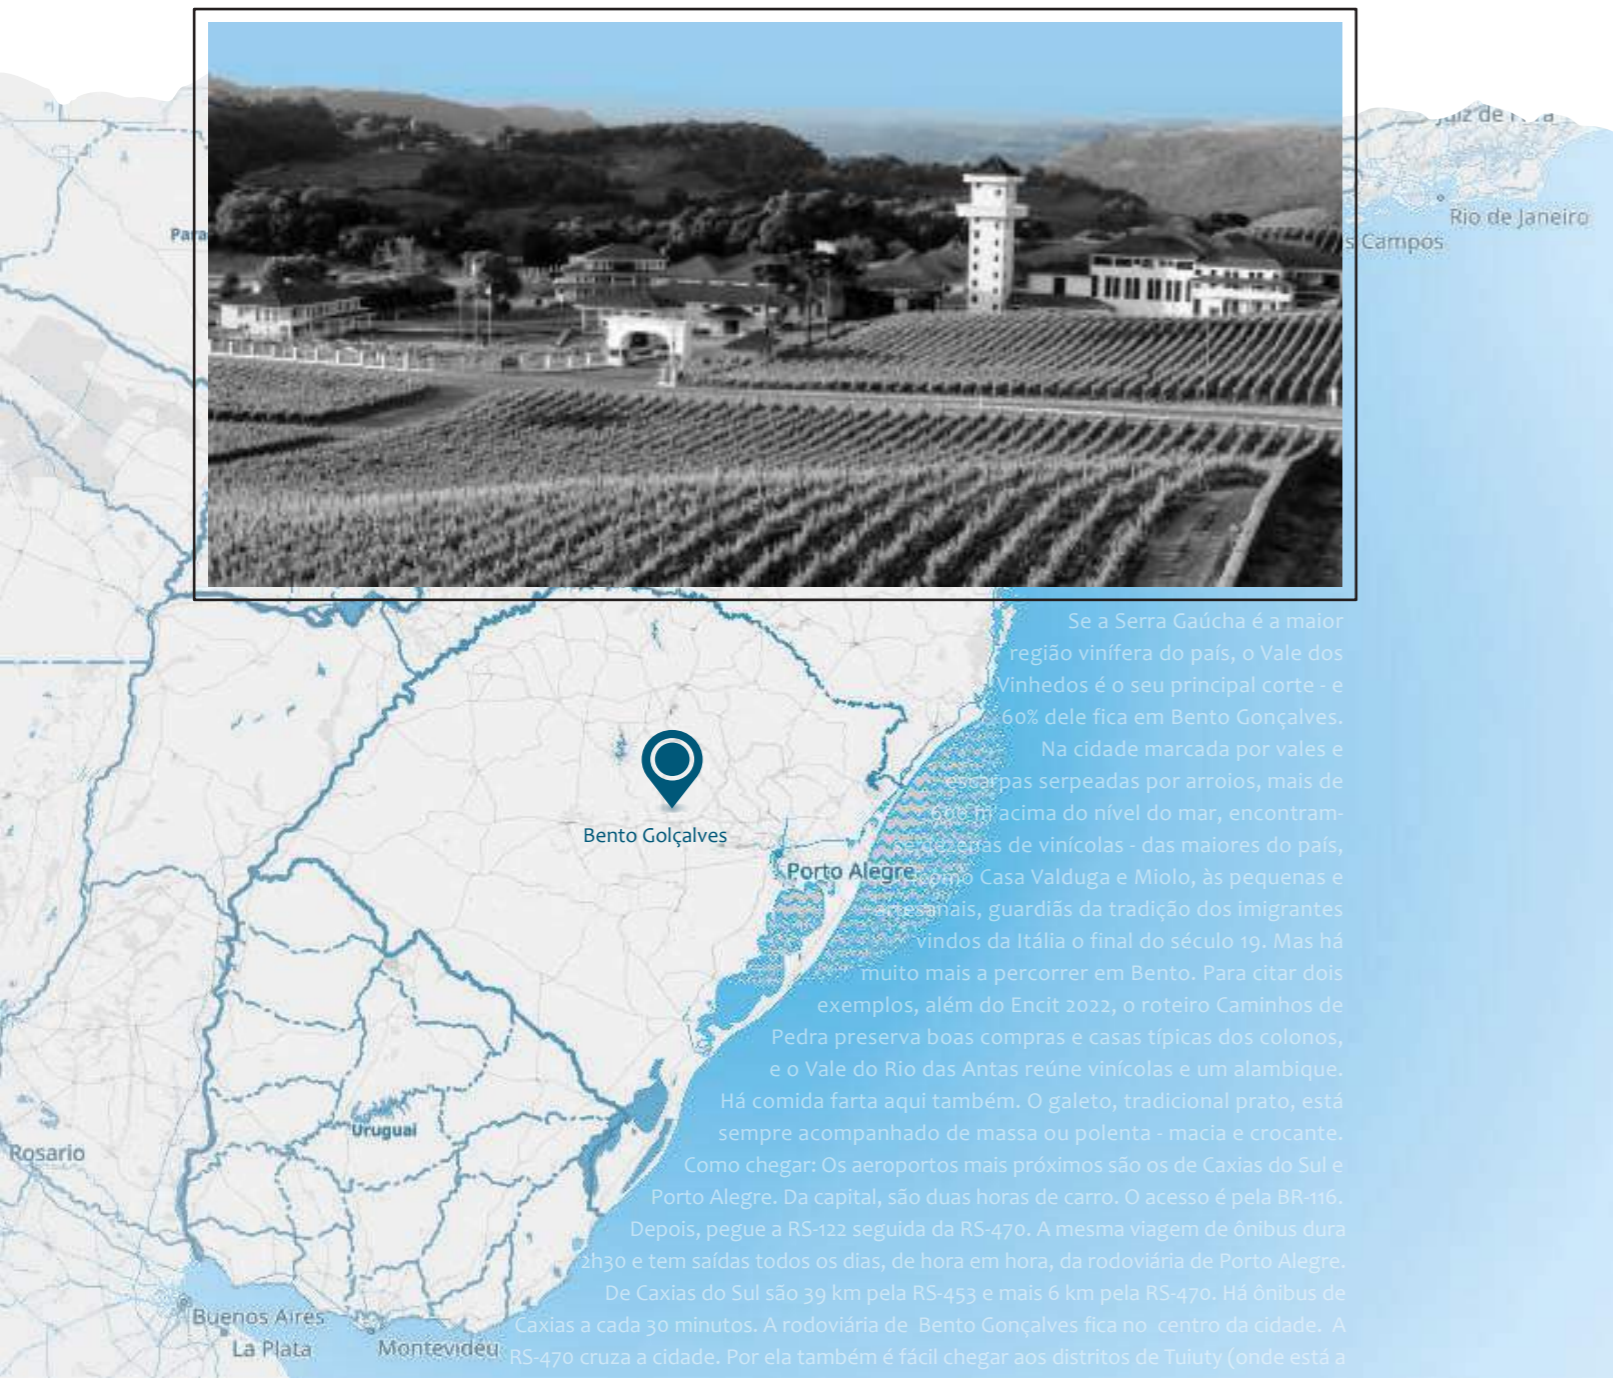 Rio de Janeiro
s Campos
Para
Se a Serra Gaúcha é a maior
região vinífera do país, o Vale dos
Vinhedos é o seu principal corte - e
60% dele fica em Bento Gonçalves.
Na cidade marcada por vales e
escarpas serpeadas por arroios, mais de
600 m acima do nível do mar, encontram-
se dezenas de vinícolas - das maiores do país,
como Casa Valduga e Miolo, às pequenas e
artesanais, guardiãs da tradição dos imigrantes
vindos da Itália o final do século 19. Mas há
muito mais a percorrer em Bento. Para citar dois
exemplos, além do Encit 2022, o roteiro Caminhos de
Pedra preserva boas compras e casas típicas dos colonos,
e o Vale do Rio das Antas reúne vinícolas e um alambique.
Há comida farta aqui também. O galeto, tradicional prato, está
sempre acompanhado de massa ou polenta - macia e crocante.
Como chegar: Os aeroportos mais próximos são os de Caxias do Sul e
Porto Alegre. Da capital, são duas horas de carro. O acesso é pela BR-116.
Depois, pegue a RS-122 seguida da RS-470. A mesma viagem de ônibus dura
2h30 e tem saídas todos os dias, de hora em hora, da rodoviária de Porto Alegre.
De Caxias do Sul são 39 km pela RS-453 e mais 6 km pela RS-470. Há ônibus de
Caxias a cada 30 minutos. A rodoviária de Bento Gonçalves fica no centro da cidade. A
RS-470 cruza a cidade. Por ela também é fácil chegar aos distritos de Tuiuty (onde está a
Bento Golçalves
Porto Alegre
Uruguai
Rosario
Buenos Aires
La Plata
Montevideu